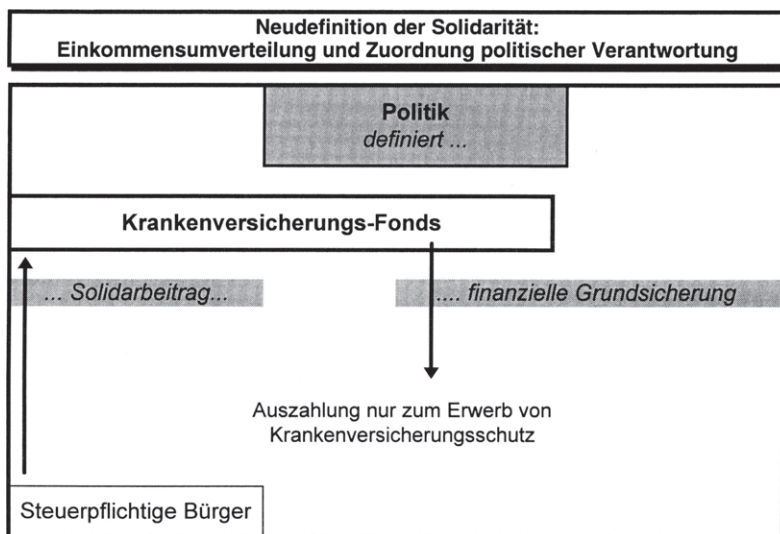 Neudefinition der Solidarität:
Einkommensumverteilung und Zuordnung politischer Verantwortung
Politik
definiert ...
Krankenversicherungs-Fonds
... Solidarbeitrag...
.... finanzielle Grundsicherung
Auszahlung nur zum Erwerb von
Krankenversicherungsschutz
Steuerpflichtige Bürger